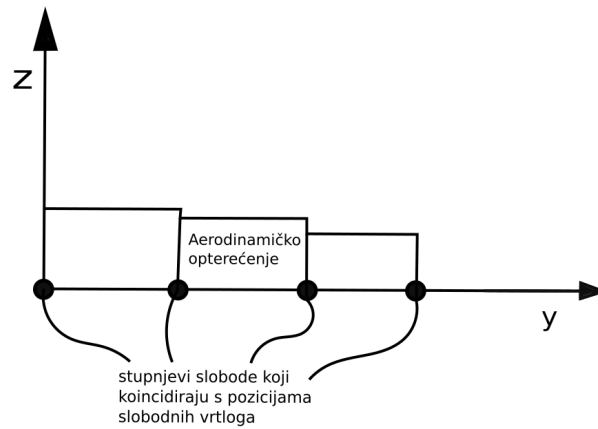 z
Aerodinamičko
opterećenje
y
stupnjevi slobode koji
koincidiraju s pozicijama
slobodnih vrtloga